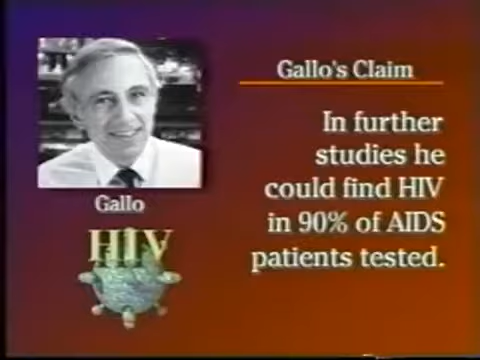 Gallo's Claim
In further
studies he
could find HIV
in 90% of AIDS
patients tested.
Gallo
HIV